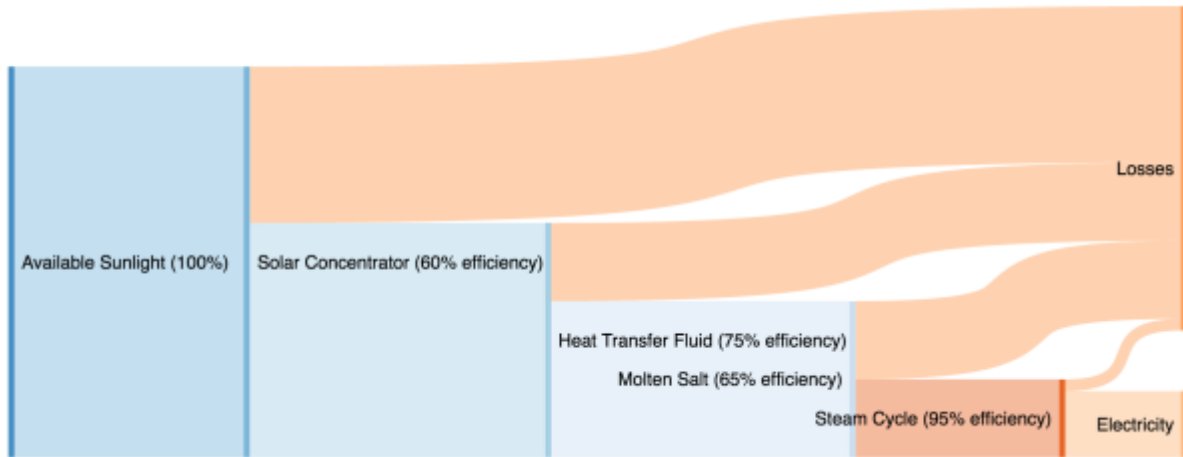 Losses
Available Sunlight (100%)
Solar Concentrator (60% efficiency)
Heat Transfer Fluid (75% efficiency)
Molten Salt (65% efficiency)
Steam Cycle (95% efficiency)
Electricity